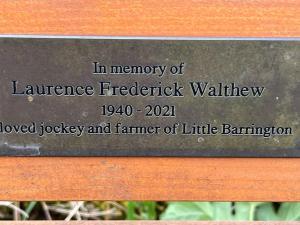 In memory of
Laurence Frederick Walthew
1940 - 2021
loved jockey and farmer of Little Barrington